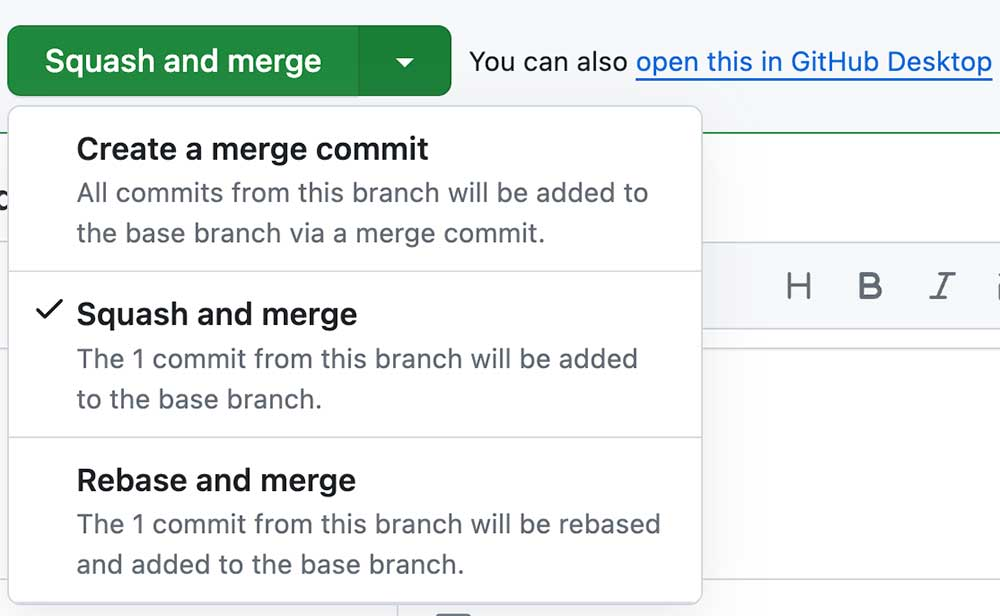 Squash and merge
You can also open this in GitHub Desktop
Create a merge commit
All commits from this branch will be added to
the base branch via a merge commit.
Squash and merge
The 1 commit from this branch will be added
to the base branch.
Rebase and merge
The 1 commit from this branch will be rebased
and added to the base branch.
H B I